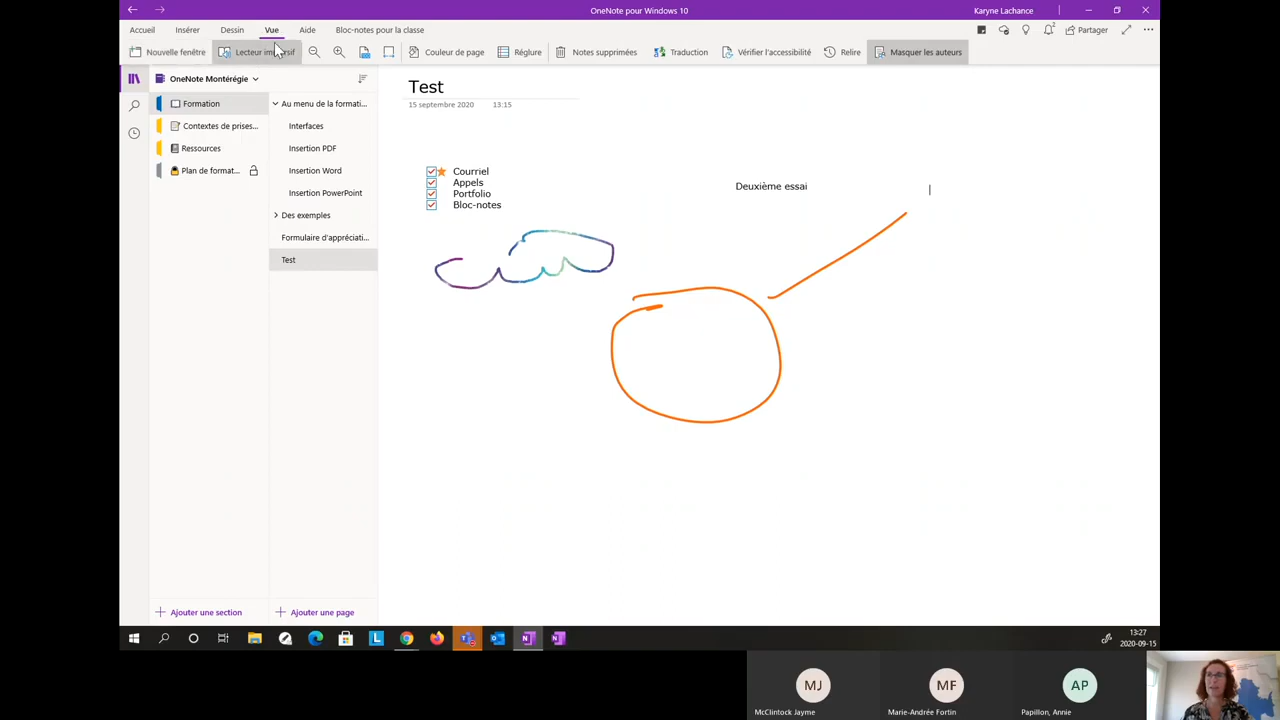 OneNote pour Windows 10
Karyne Lachance
Accueil Insérer Dessin Vue Aide Bloc-notes pour la classe
Partager
Nouvelle fenêtre
Couleur de page
Réglure
Notes supprimées
Traduction
Vérifier l'accessibilité
Relire
Masquer les auteurs
OneNote Montérégie
Formation
Contextes de prises...
Ressources
Plan de format...
Au menu de la formati...
Interfaces
Insertion PDF
Insertion Word
Insertion PowerPoint
Des exemples
Formulaire d'appréciati...
Test
Test
15 septembre 2020 13:15
Courriel
Appels
Portfolio
Bloc-notes
Deuxième essai
Ajouter une section
Ajouter une page
13:27
2020-09-15
MJ
McClintock Jayme
MF
Marie-Andrée Fortin
AP
Papillon, Annie